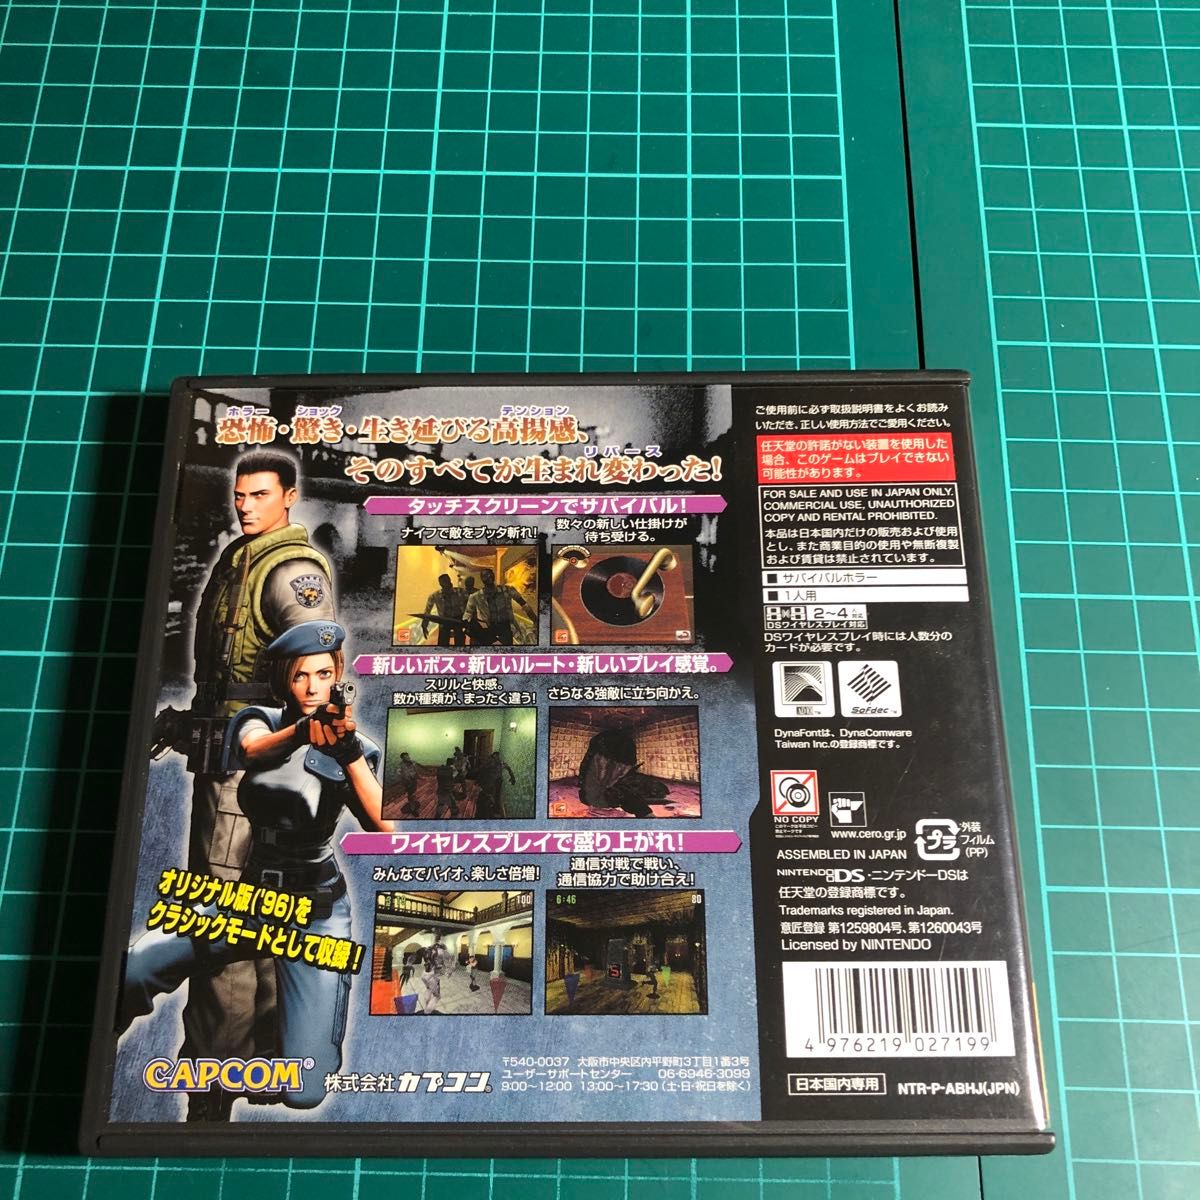 ホラー ショック テンション
恐怖・驚き・生き延びる高揚感、
リバース
そのすべてが生まれ変わった!
タッチスクリーンでサバイバル!
ナイフで敵をブッタ斬れ!
数々の新しい仕掛けが
待ち受ける。
新しいボス・新しいルート・新しいプレイ感覚。
スリルと快感。
数が種類が、まったく違う!
さらなる強敵に立ち向かえ。
ワイヤレスプレイで盛り上がれ!
みんなでバイオ、楽しさ倍増!
通信対戦で戦い、
通信協力で助け合え!
100
6:46
80
オリジナル版('96)を
クラシックモードとして収録!
CAPCOM®
株式会社カプコン。
〒540-0037 大阪市中央区内平野町3丁目1番3号
ユーザーサポートセンター 06-6946-3099
9:00〜12:00 13:00〜17:30(土・日・祝日を除く)
ご使用前に必ず取扱説明書をよくお読み
いただき、正しい使用方法でご愛用ください。
任天堂の許諾がない装置を使用した
場合、このゲームはプレイできない
可能性があります。
FOR SALE AND USE IN JAPAN ONLY.
COMMERCIAL USE, UNAUTHORIZED
COPY AND RENTAL PROHIBITED.
本品は日本国内だけの販売および使用
とし、また商業目的の使用や無断複製
および賃貸は禁止されています。
■ サバイバルホラー
■ 1人用
2〜4人対応
DSワイヤレスプレイ対応
DSワイヤレスプレイ時には人数分の
カードが必要です。
Sofdec™
DynaFontは、DynaComware
Taiwan Inc.の登録商標です。
NO COPY
www.cero.gr.jp
プラ
外装
フィルム
(PP)
ASSEMBLED IN JAPAN
NINTENDO DS・ニンテンドーDSは
任天堂の登録商標です。
Trademarks registered in Japan.
意匠登録 第1259804号、第1260043号
Licensed by NINTENDO
4 976219 027199
日本国内専用
NTR-P-ABHJ(JPN)